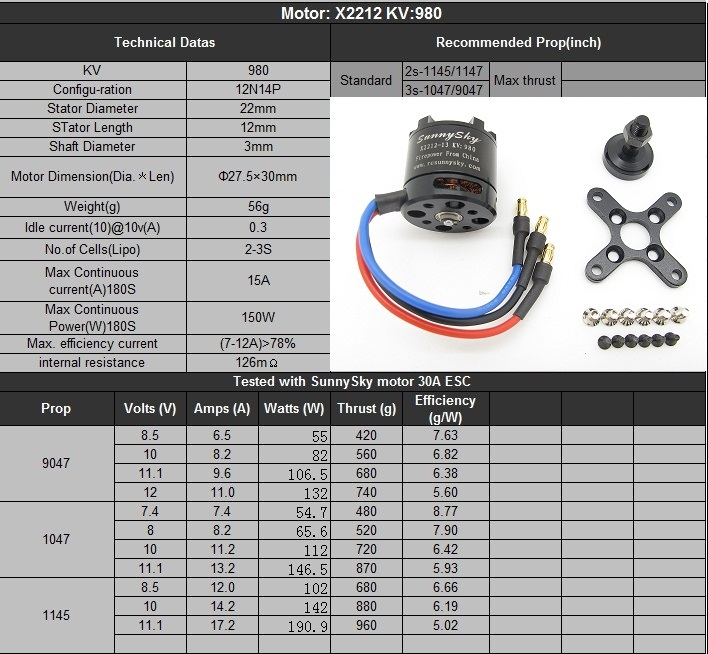 Motor: X2212 KV:980
Technical Datas Recommended Prop(inch)
KV 980 Standard 2s-1145/1147 Max thrust
Configu-ration 12N14P 3s-1047/9047
Stator Diameter 22mm
STator Length 12mm
Shaft Diameter 3mm
Motor Dimension(Dia.※Len) Φ27.5×30mm
Weight(g) 56g
Idle current(10)@10v(A) 0.3
No.of Cells(Lipo) 2-3S
Max Continuous
current(A)180S 15A
Max Continuous
Power(W)180S 150W
Max. efficiency current (7-12A)>78%
internal resistance 126mΩ
SunnySky
X2212-13 KV:980
Firepower From China
www.rcsunnysky.com
Tested with SunnySky motor 30A ESC
Prop Volts (V) Amps (A) Watts (W) Thrust (g) Efficiency
(g/W)
9047 8.5 6.5 55 420 7.63
10 8.2 82 560 6.82
11.1 9.6 106.5 680 6.38
12 11.0 132 740 5.60
1047 7.4 7.4 54.7 480 8.77
8 8.2 65.6 520 7.90
10 11.2 112 720 6.42
11.1 13.2 146.5 870 5.93
1145 8.5 12.0 102 680 6.66
10 14.2 142 880 6.19
11.1 17.2 190.9 960 5.02